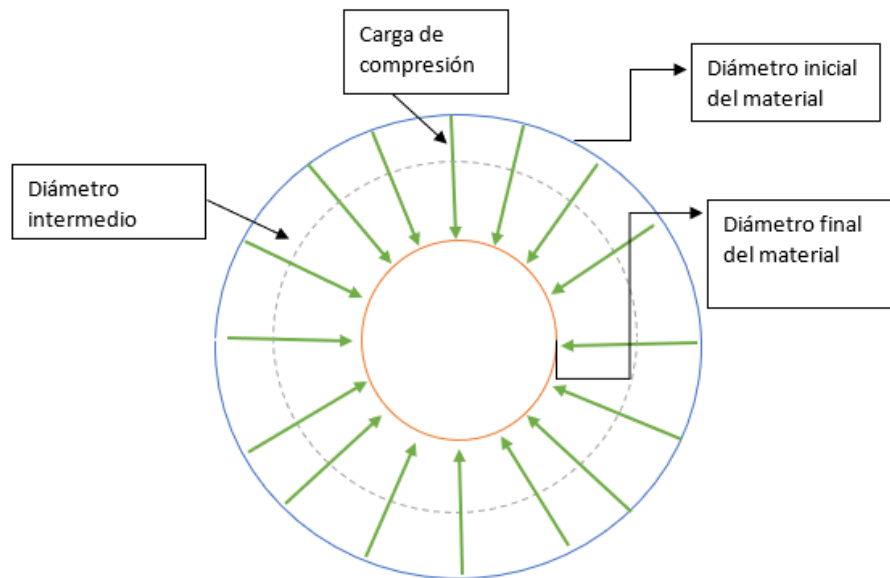 Carga de
compresión
Diámetro inicial
del material
Diámetro
intermedio
Diámetro final
del material